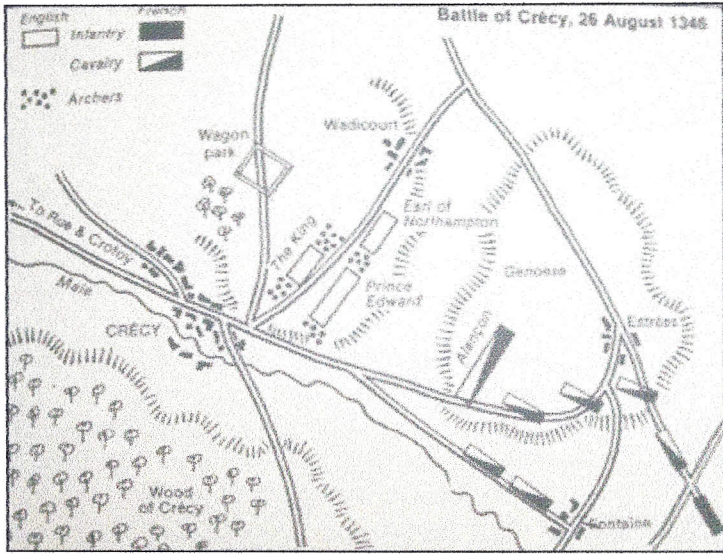 Battle of Crécy, 26 August 1346
English
French
Infantry
Cavalry
Archers
Wagon
park
Wadicourt
To Rue & Crotoy
The King
Earl of
Northampton
Prince
Edward
Genoese
Maie
CRÉCY
Alençon
Estrées
Wood
of Crécy
Fontaine